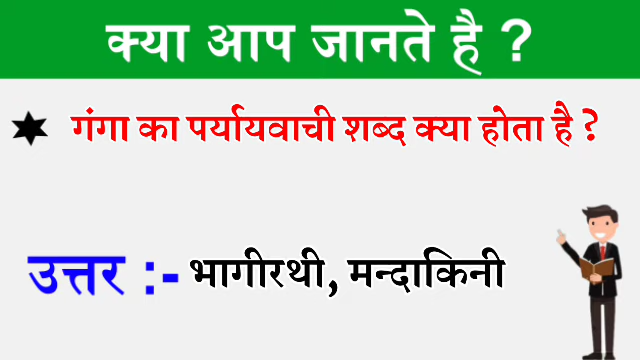 क्या आप जानते है ?
गंगा का पर्यायवाची शब्द क्या होता है ?
उत्तर :- भागीरथी, मन्दाकिनी